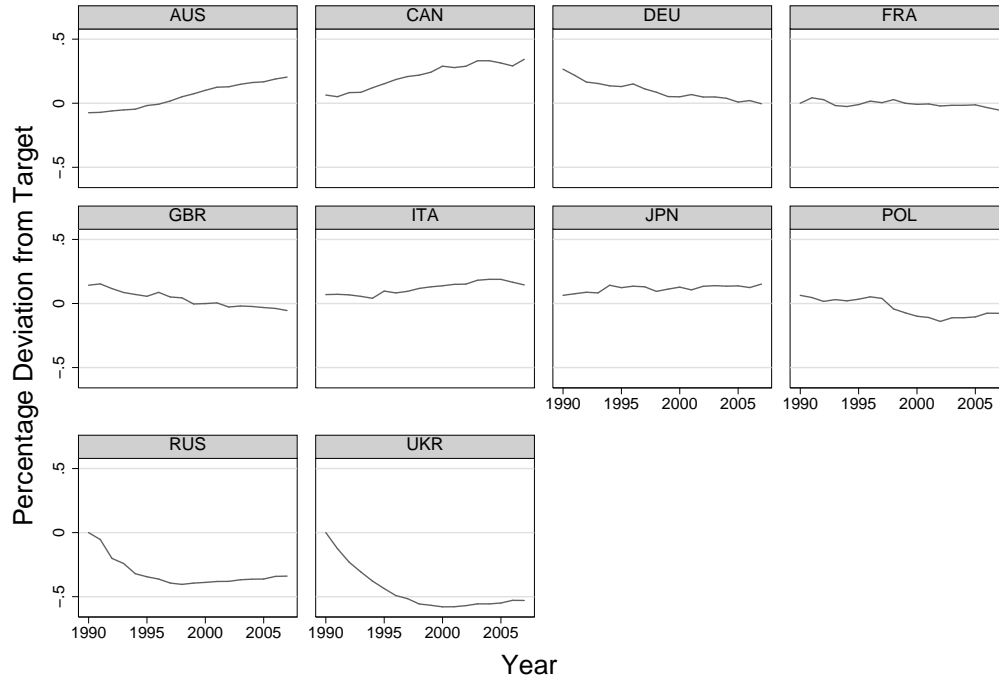 Percentage Deviation from Target
AUS
CAN
DEU
FRA
.5
0
-.5
GBR
ITA
JPN
POL
.5
0
-.5
1990 1995 2000 2005
1990 1995 2000 2005
RUS
UKR
.5
0
-.5
1990 1995 2000 2005
1990 1995 2000 2005
Year